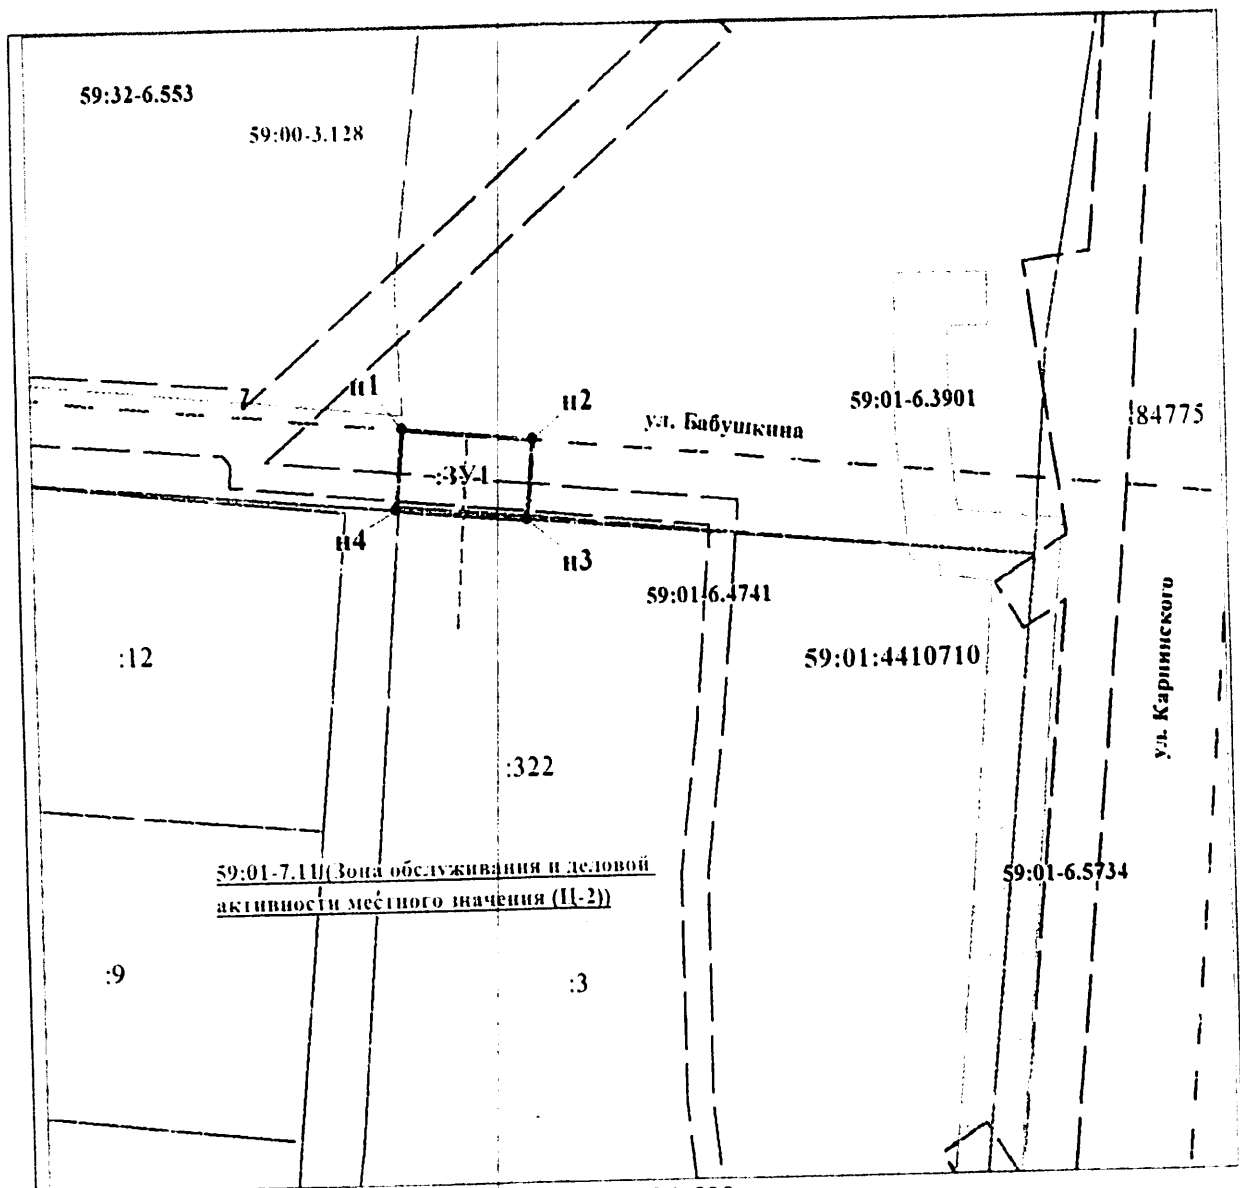 59:32-6.553
59:00-3.128
н1
н2
ул. Бабушкина
59:01-6.3901
:84775
:ЗУ1
н4
н3
59:01-6.4741
:12
59:01:4410710
ул. Карпинского
:322
59:01-7.11 (Зона обслуживания и деловой
активности местного значения (Ц-2))
59:01-6.5734
:9
:3